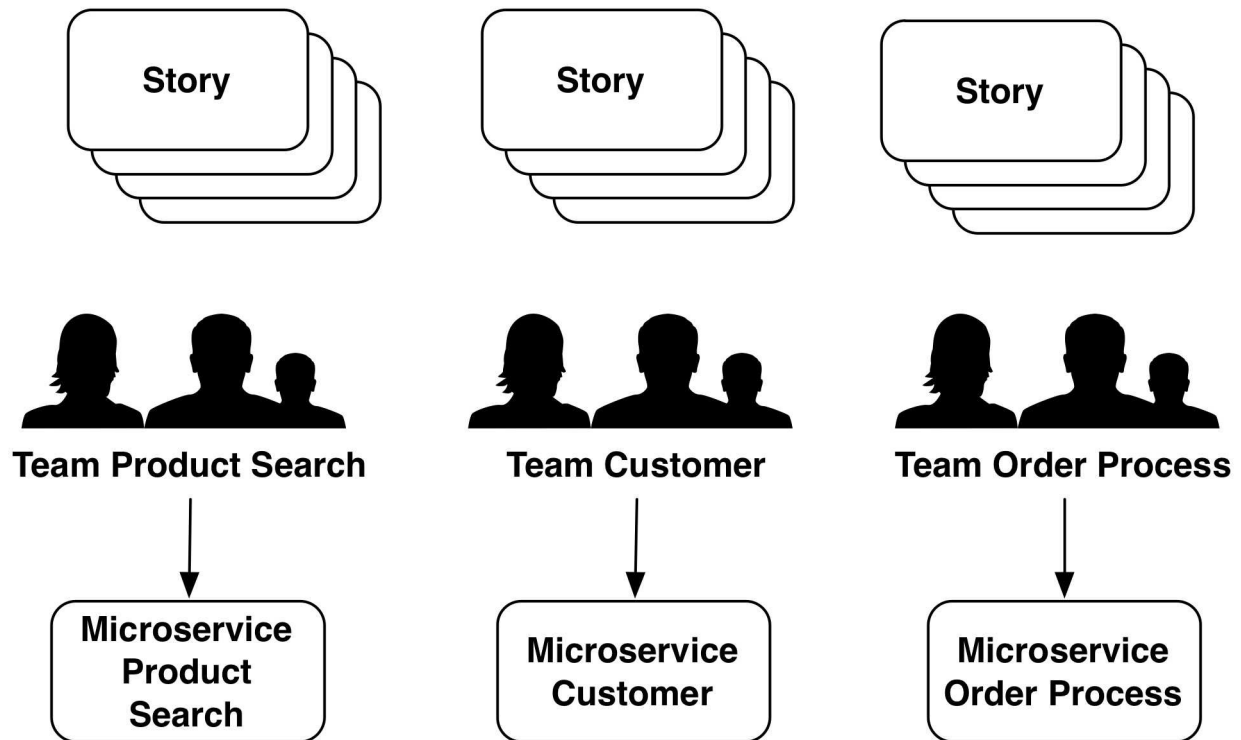 Story
Story
Story
Team Product Search
Team Customer
Team Order Process
Microservice
Product
Search
Microservice
Customer
Microservice
Order Process